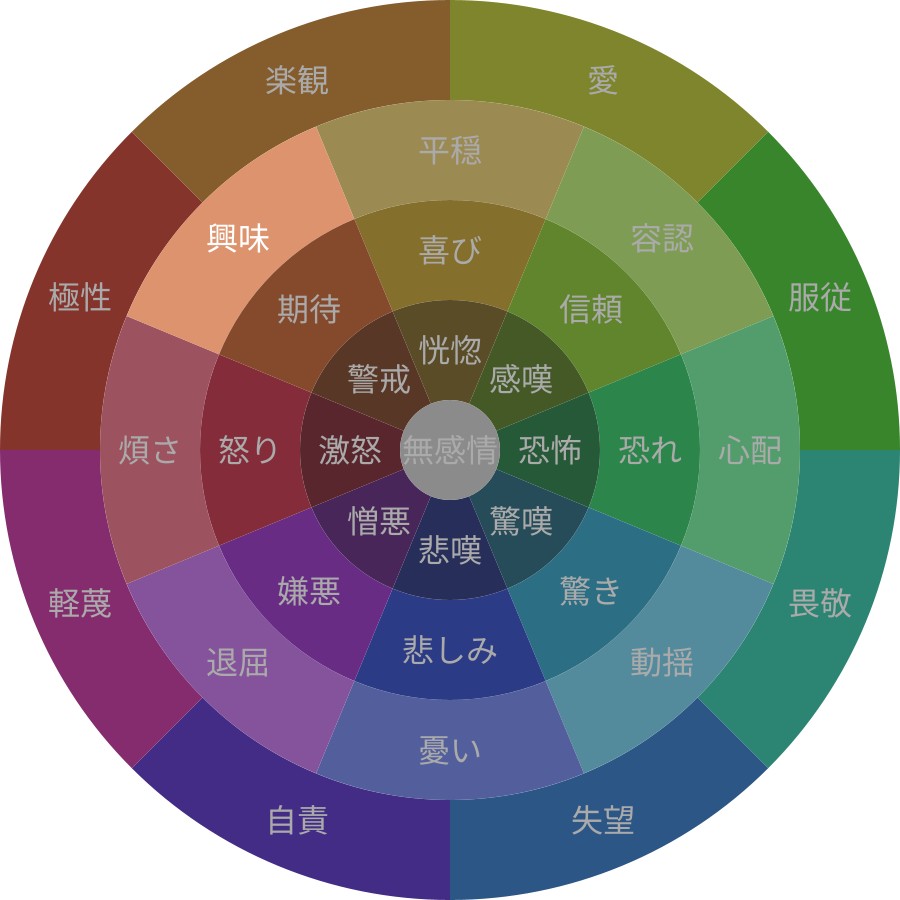 楽観
愛
平穏
興味
容認
喜び
極性
服従
期待
信頼
恍惚
警戒
感嘆
煩さ
怒り
激怒
無感情
恐怖
恐れ
心配
憎悪
驚嘆
悲嘆
嫌悪
驚き
軽蔑
畏敬
悲しみ
退屈
動揺
憂い
自責
失望